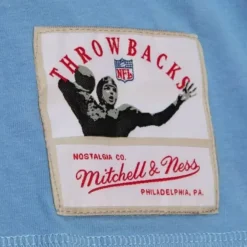 THROWBACKS
NFL
NOSTALGIA CO.
Mitchell & Ness
PHILADELPHIA, PA.